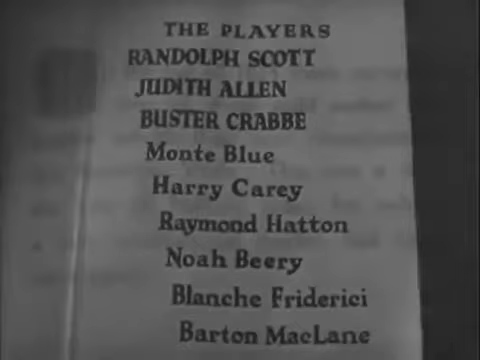 THE PLAYERS
RANDOLPH SCOTT
JUDITH ALLEN
BUSTER CRABBE
Monte Blue
Harry Carey
Raymond Hatton
Noah Beery
Blanche Friderici
Barton MacLane